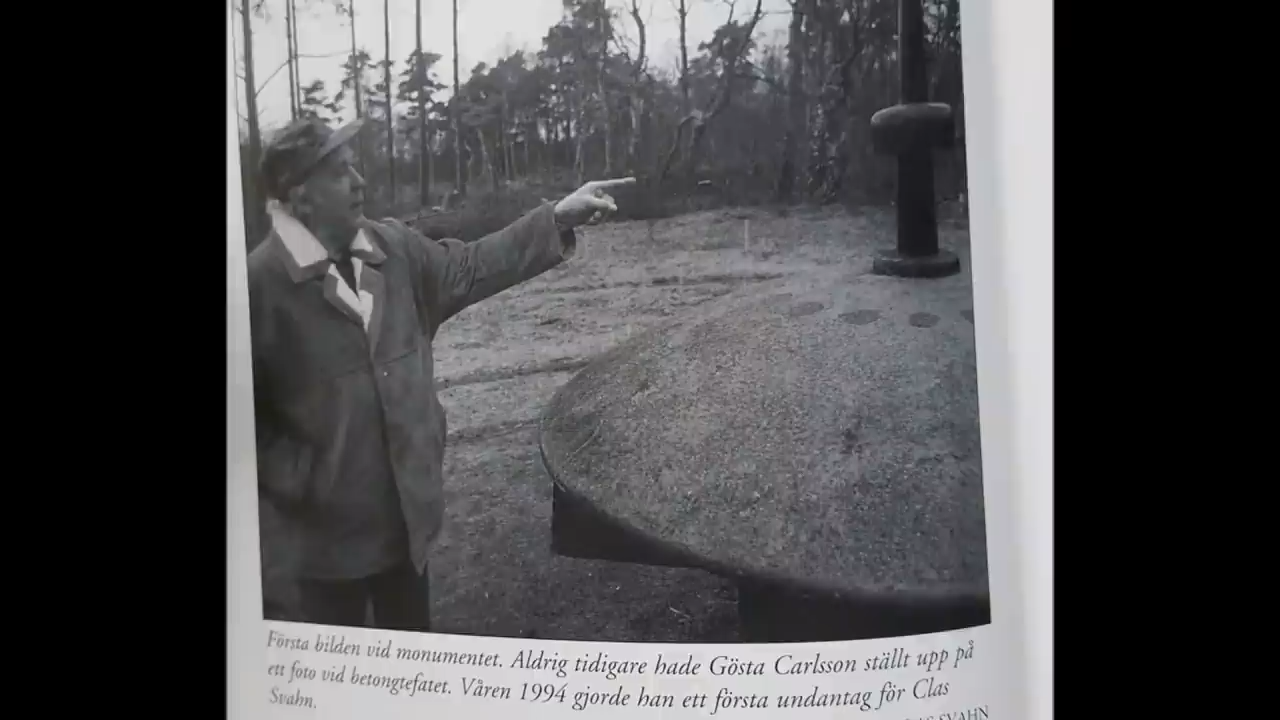 Första bilden vid monumentet. Aldrig tidigare hade Gösta Carlsson ställt upp på
ett foto vid betongtefatet. Våren 1994 gjorde han ett första undantag för Clas
Svahn.
SVAHN